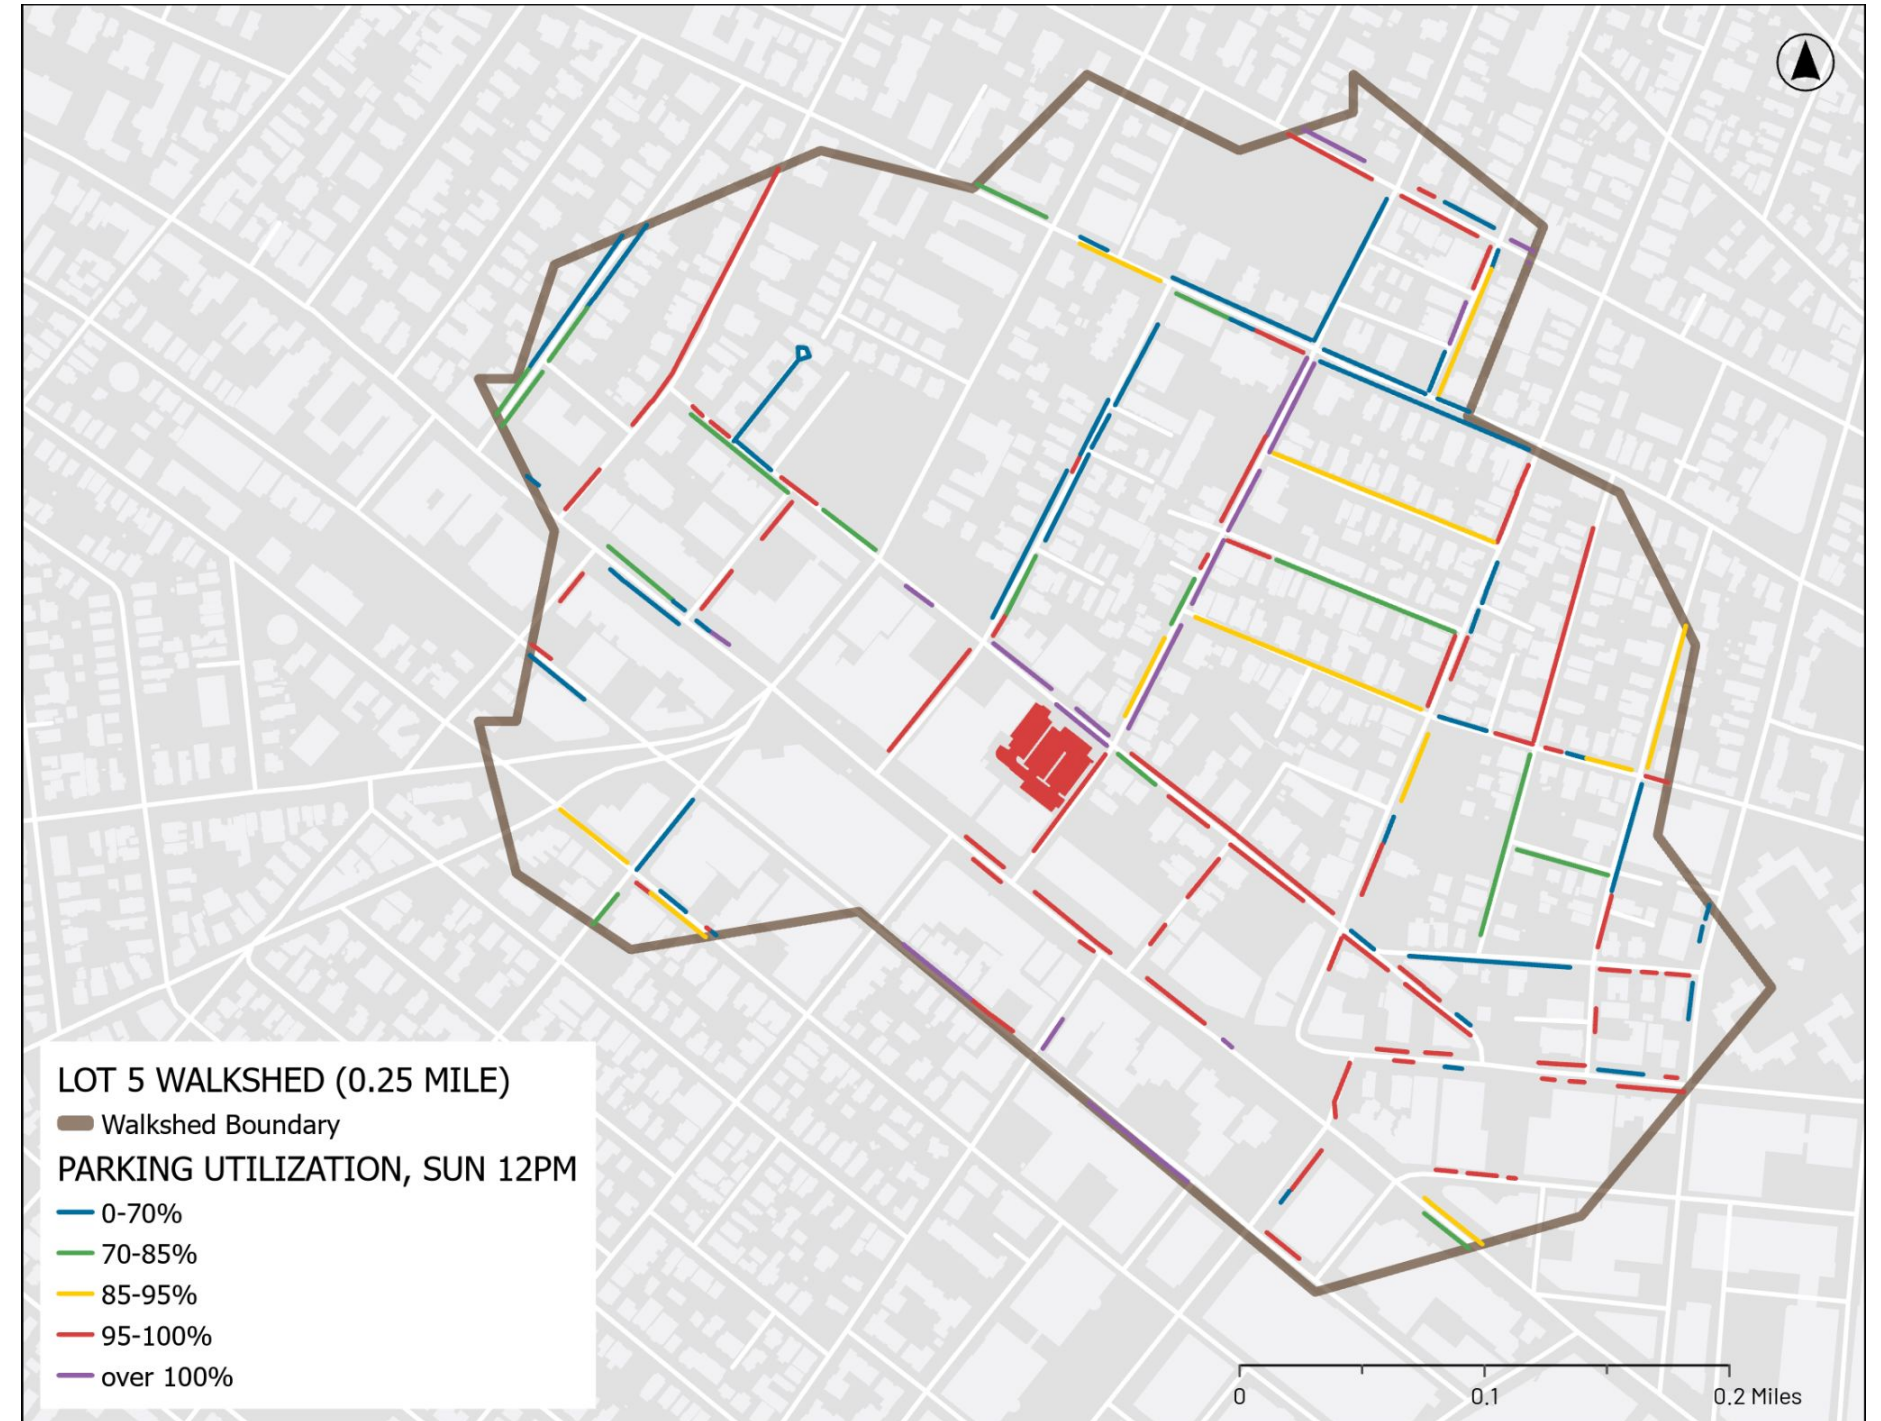 LOT 5 WALKSHED (0.25 MILE)
Walkshed Boundary
PARKING UTILIZATION, SUN 12PM
0-70%
70-85%
85-95%
95-100%
over 100%
0 0.1 0.2 Miles